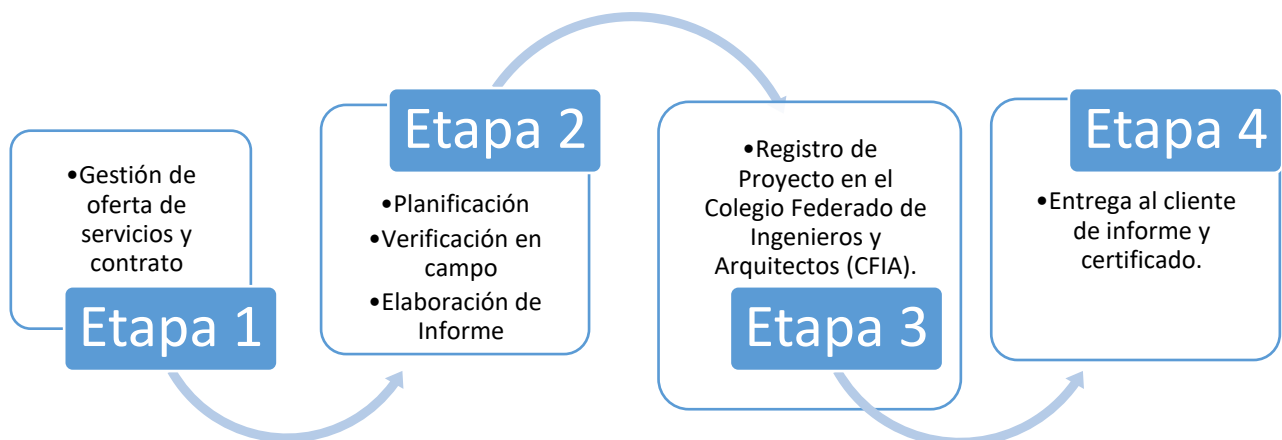 •Gestión de
oferta de
servicios y
contrato
Etapa 1
Etapa 2
•Planificación
•Verificación en
campo
•Elaboración de
Informe
•Registro de
Proyecto en el
Colegio Federado de
Ingenieros y
Arquitectos (CFIA).
Etapa 3
Etapa 4
•Entrega al cliente
de informe y
certificado.